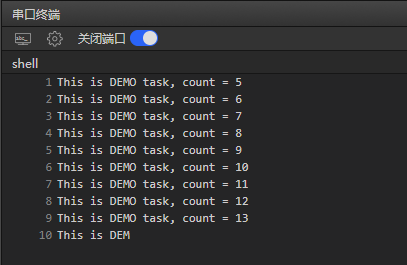 串口终端
关闭端口
shell
1 This is DEMO task, count = 5
2 This is DEMO task, count = 6
3 This is DEMO task, count = 7
4 This is DEMO task, count = 8
5 This is DEMO task, count = 9
6 This is DEMO task, count = 10
7 This is DEMO task, count = 11
8 This is DEMO task, count = 12
9 This is DEMO task, count = 13
10 This is DEM